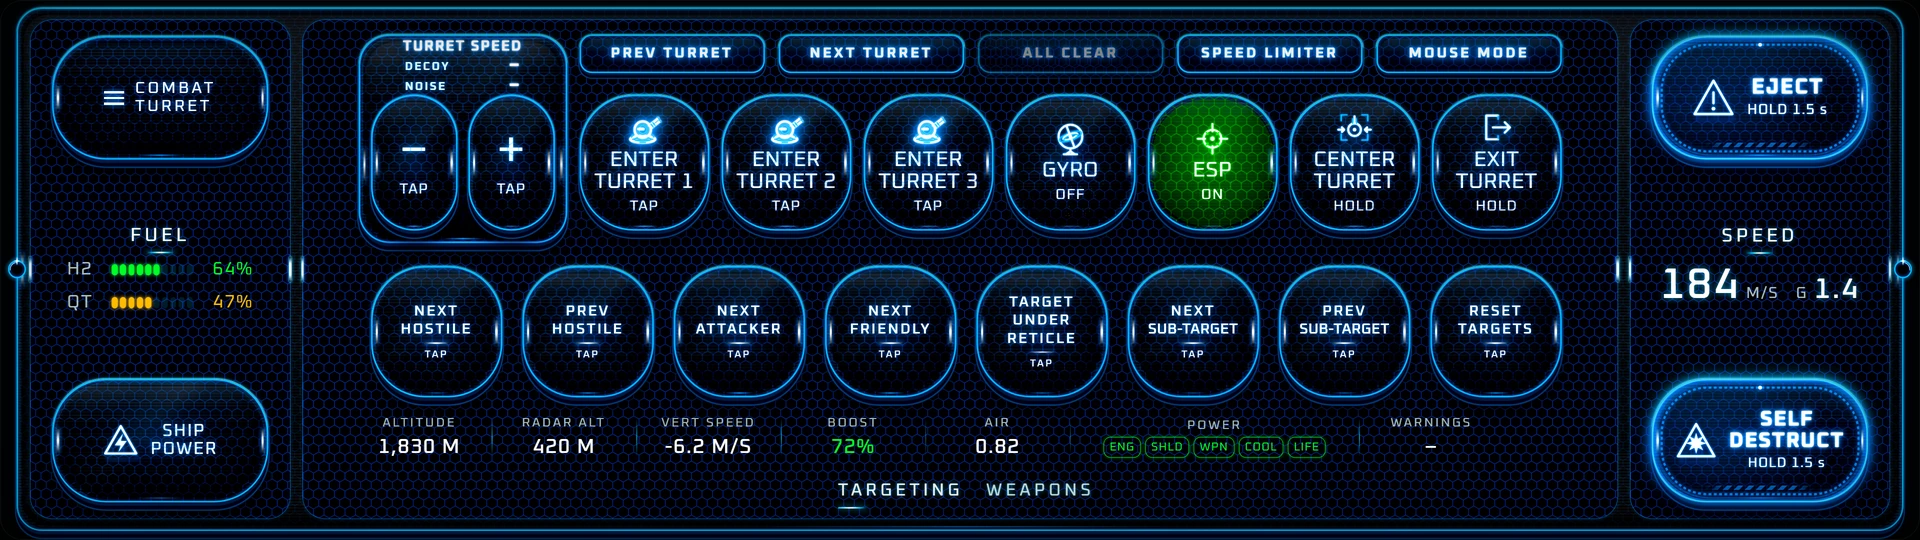 COMBAT
TURRET
FUEL
H2 64%
QT 47%
SHIP
POWER
TURRET SPEED
DECOY –
NOISE –
– TAP
+ TAP
PREV TURRET
NEXT TURRET
ALL CLEAR
SPEED LIMITER
MOUSE MODE
ENTER
TURRET 1
TAP
ENTER
TURRET 2
TAP
ENTER
TURRET 3
TAP
GYRO
OFF
ESP
ON
CENTER
TURRET
HOLD
EXIT
TURRET
HOLD
NEXT
HOSTILE
TAP
PREV
HOSTILE
TAP
NEXT
ATTACKER
TAP
NEXT
FRIENDLY
TAP
TARGET
UNDER
RETICLE
TAP
NEXT
SUB-TARGET
TAP
PREV
SUB-TARGET
TAP
RESET
TARGETS
TAP
ALTITUDE
1,830 M
RADAR ALT
420 M
VERT SPEED
-6.2 M/S
BOOST
72%
AIR
0.82
POWER
ENG SHLD WPN COOL LIFE
WARNINGS
–
TARGETING WEAPONS
EJECT
HOLD 1.5 s
SPEED
184 M/S G 1.4
SELF
DESTRUCT
HOLD 1.5 s